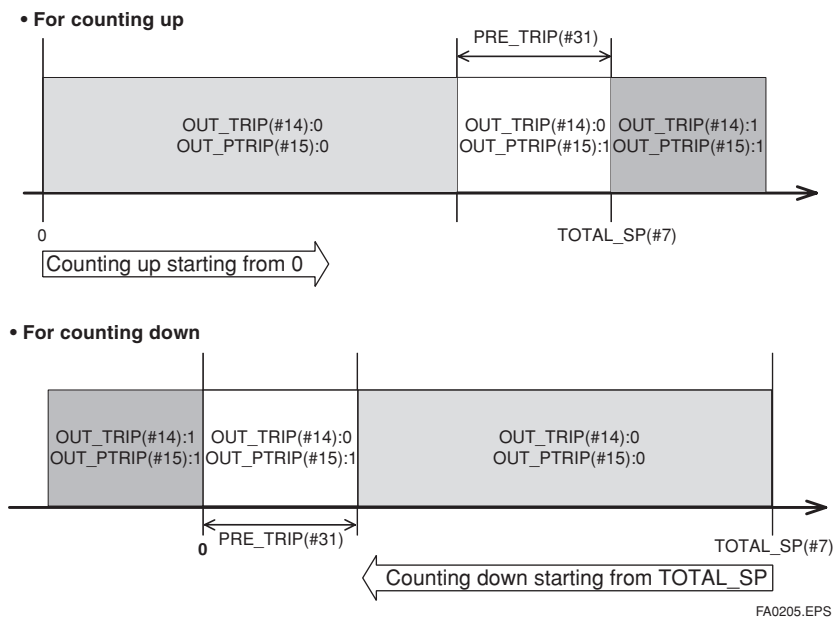 • For counting up
PRE_TRIP(#31)
OUT_TRIP(#14):0
OUT_PTRIP(#15):0
OUT_TRIP(#14):0
OUT_PTRIP(#15):1
OUT_TRIP(#14):1
OUT_PTRIP(#15):1
0
TOTAL_SP(#7)
Counting up starting from 0
• For counting down
OUT_TRIP(#14):1
OUT_PTRIP(#15):1
OUT_TRIP(#14):0
OUT_PTRIP(#15):1
OUT_TRIP(#14):0
OUT_PTRIP(#15):0
0
PRE_TRIP(#31)
TOTAL_SP(#7)
Counting down starting from TOTAL_SP
FA0205.EPS